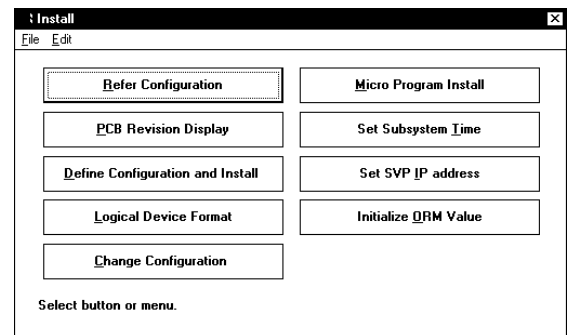 Install
File Edit
Refer Configuration
Micro Program Install
PCB Revision Display
Set Subsystem Time
Define Configuration and Install
Set SVP IP address
Logical Device Format
Initialize ORM Value
Change Configuration
Select button or menu.